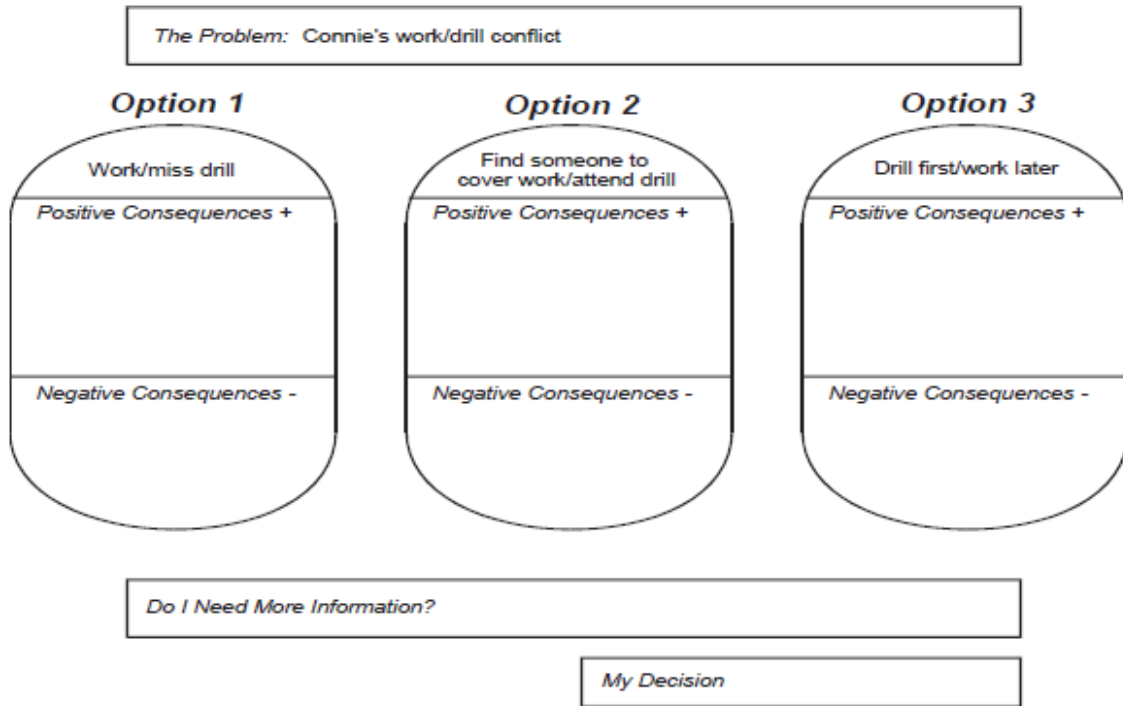 The Problem: Connie's work/drill conflict
Option 1
Work/miss drill
Positive Consequences +
Negative Consequences -
Option 2
Find someone to
cover work/attend drill
Positive Consequences +
Negative Consequences -
Option 3
Drill first/work later
Positive Consequences +
Negative Consequences -
Do I Need More Information?
My Decision